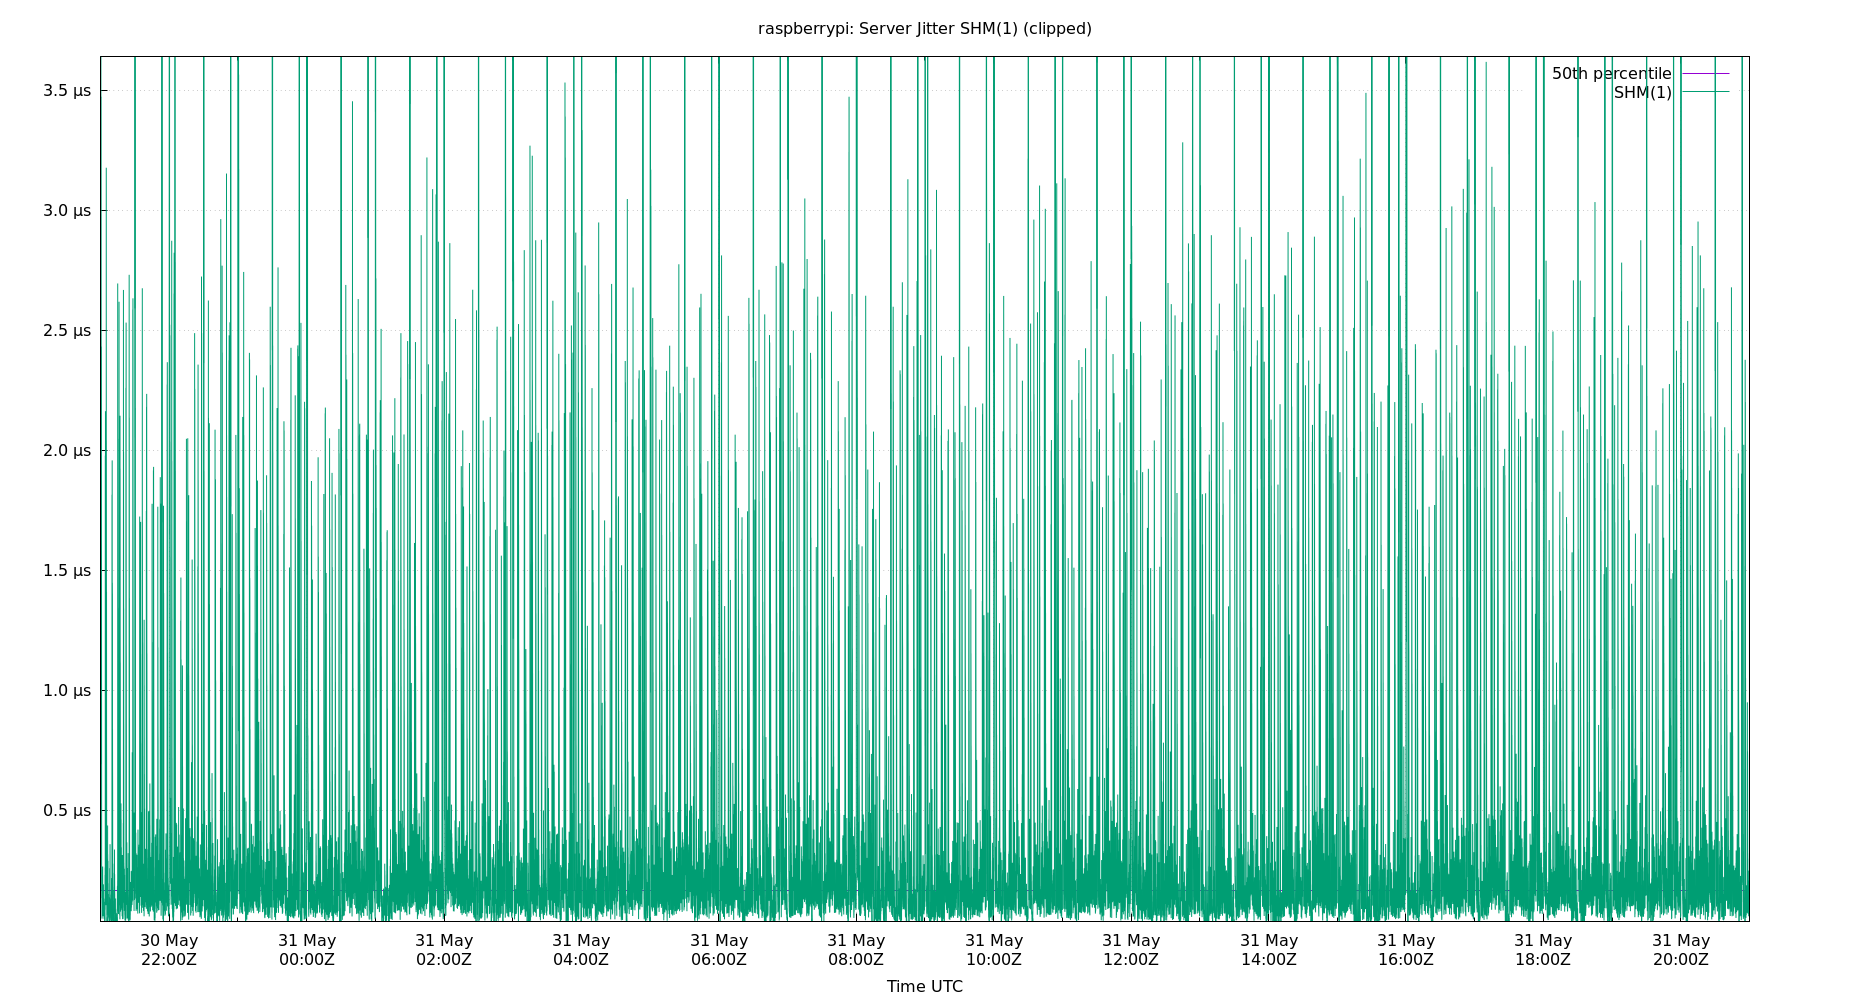 raspberrypi: Server Jitter SHM(1) (clipped)
50th percentile
SHM(1)
3.5 µs
3.0 µs
2.5 µs
2.0 µs
1.5 µs
1.0 µs
0.5 µs
30 May 31 May 31 May 31 May 31 May 31 May 31 May 31 May 31 May 31 May 31 May 31 May
22:00Z 00:00Z 02:00Z 04:00Z 06:00Z 08:00Z 10:00Z 12:00Z 14:00Z 16:00Z 18:00Z 20:00Z
Time UTC